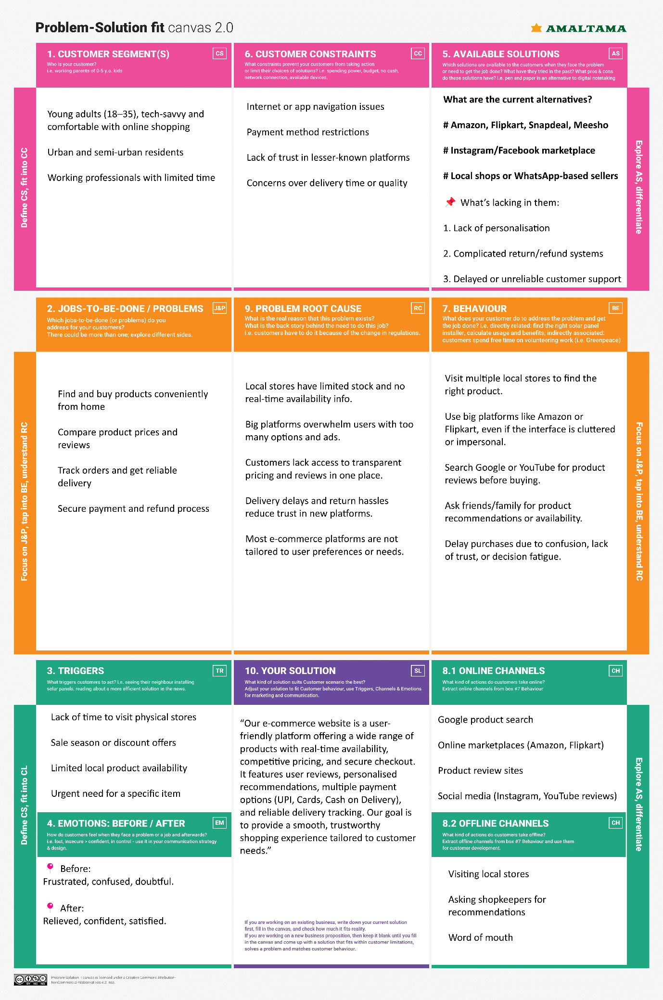 Problem-Solution fit canvas 2.0
AMALTAMA
1. CUSTOMER SEGMENT(S)
CS
Who is your customer?
i.e. working parents of 0-5 y.o. kids
Young adults (18–35), tech-savvy and
comfortable with online shopping
Urban and semi-urban residents
Working professionals with limited time
Define CS, fit into CC
6. CUSTOMER CONSTRAINTS
CC
What constraints prevent your customers from taking action
or limit their choices of solutions? i.e. spending power, budget, no cash,
network connection, available devices.
Internet or app navigation issues
Payment method restrictions
Lack of trust in lesser-known platforms
Concerns over delivery time or quality
5. AVAILABLE SOLUTIONS
AS
Which solutions are available to the customers when they face the problem
or need to get the job done? What have they tried in the past? What pros & cons
do these solutions have? i.e. pen and paper is an alternative to digital notetaking
What are the current alternatives?
# Amazon, Flipkart, Snapdeal, Meesho
# Instagram/Facebook marketplace
# Local shops or WhatsApp-based sellers
📌 What’s lacking in them:
1. Lack of personalisation
2. Complicated return/refund systems
3. Delayed or unreliable customer support
Explore AS, differentiate
2. JOBS-TO-BE-DONE / PROBLEMS
J&P
Which jobs-to-be-done (or problems) do you
address for your customers?
There could be more than one; explore different sides.
Find and buy products conveniently
from home
Compare product prices and
reviews
Track orders and get reliable
delivery
Secure payment and refund process
Focus on J&P, tap into BE, understand RC
9. PROBLEM ROOT CAUSE
RC
What is the real reason that this problem exists?
What is the back story behind the need to do this job?
i.e. customers have to do it because of the change in regulations.
Local stores have limited stock and no
real-time availability info.
Big platforms overwhelm users with too
many options and ads.
Customers lack access to transparent
pricing and reviews in one place.
Delivery delays and return hassles
reduce trust in new platforms.
Most e-commerce platforms are not
tailored to user preferences or needs.
7. BEHAVIOUR
BE
What does your customer do to address the problem and get
the job done? i.e. directly related: find the right solar panel
installer, calculate usage and benefits; indirectly associated:
customers spend free time on volunteering work (i.e. Greenpeace)
Visit multiple local stores to find the
right product.
Use big platforms like Amazon or
Flipkart, even if the interface is cluttered
or impersonal.
Search Google or YouTube for product
reviews before buying.
Ask friends/family for product
recommendations or availability.
Delay purchases due to confusion, lack
of trust, or decision fatigue.
Focus on J&P, tap into BE, understand RC
3. TRIGGERS
TR
What triggers customers to act? i.e. seeing their neighbour installing
solar panels, reading about a more efficient solution in the news.
Lack of time to visit physical stores
Sale season or discount offers
Limited local product availability
Urgent need for a specific item
Define CS, fit into CL
4. EMOTIONS: BEFORE / AFTER
EM
How do customers feel when they face a problem or a job and afterwards?
i.e. lost, insecure > confident, in control - use it in your communication strategy
& design.
📍 Before:
Frustrated, confused, doubtful.
📍 After:
Relieved, confident, satisfied.
10. YOUR SOLUTION
SL
What kind of solution suits Customer scenario the best?
Adjust your solution to fit Customer behaviour, use Triggers, Channels & Emotions
for marketing and communication.
“Our e-commerce website is a user-
friendly platform offering a wide range of
products with real-time availability,
competitive pricing, and secure checkout.
It features user reviews, personalised
recommendations, multiple payment
options (UPI, Cards, Cash on Delivery),
and reliable delivery tracking. Our goal is
to provide a smooth, trustworthy
shopping experience tailored to customer
needs.”
If you are working on an existing business, write down your current solution
first, fill in the canvas, and check how much it fits reality.
If you are working on a new business proposition, then keep it blank until you fill
in the canvas and come up with a solution that fits within customer limitations,
solves a problem and matches customer behaviour.
8.1 ONLINE CHANNELS
CH
What kind of actions do customers take online?
Extract online channels from box #7 Behaviour
Google product search
Online marketplaces (Amazon, Flipkart)
Product review sites
Social media (Instagram, YouTube reviews)
Explore AS, differentiate
8.2 OFFLINE CHANNELS
CH
What kind of actions do customers take offline?
Extract offline channels from box #7 Behaviour and use them
for customer development.
Visiting local stores
Asking shopkeepers for
recommendations
Word of mouth
CC BY NC ND
Problem-Solution fit canvas is licensed under a Creative Commons Attribution-
NonCommercial-NoDerivatives 4.0